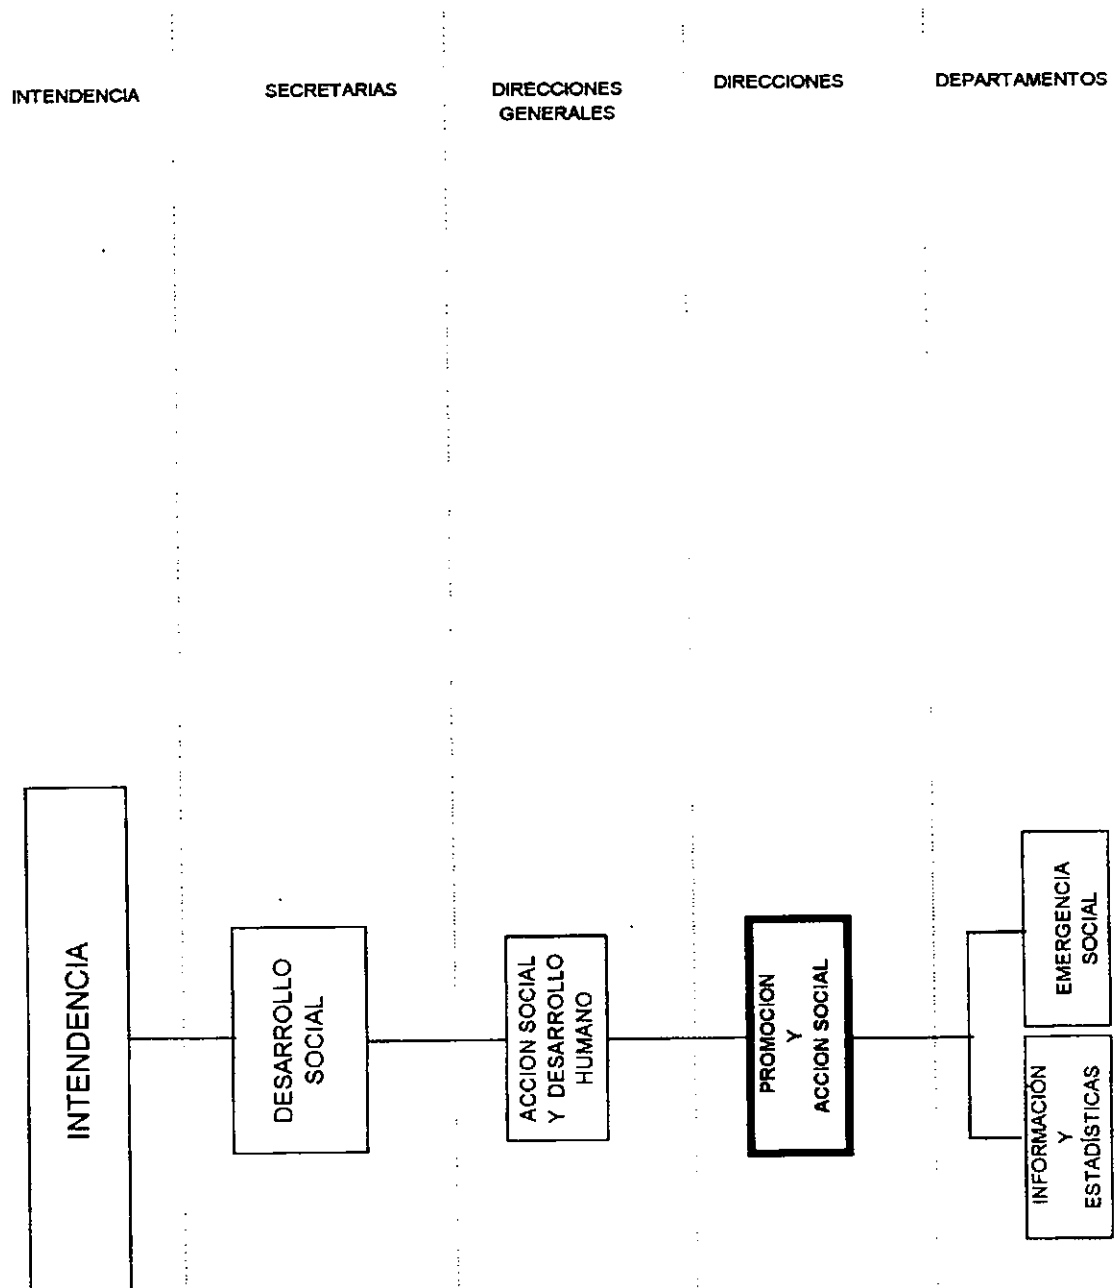 INTENDENCIA
SECRETARIAS
DIRECCIONES
GENERALES
DIRECCIONES
DEPARTAMENTOS
INTENDENCIA
DESARROLLO
SOCIAL
ACCION SOCIAL
Y DESARROLLO
HUMANO
PROMOCION
Y
ACCION SOCIAL
EMERGENCIA
SOCIAL
INFORMACIÓN
Y
ESTADÍSTICAS